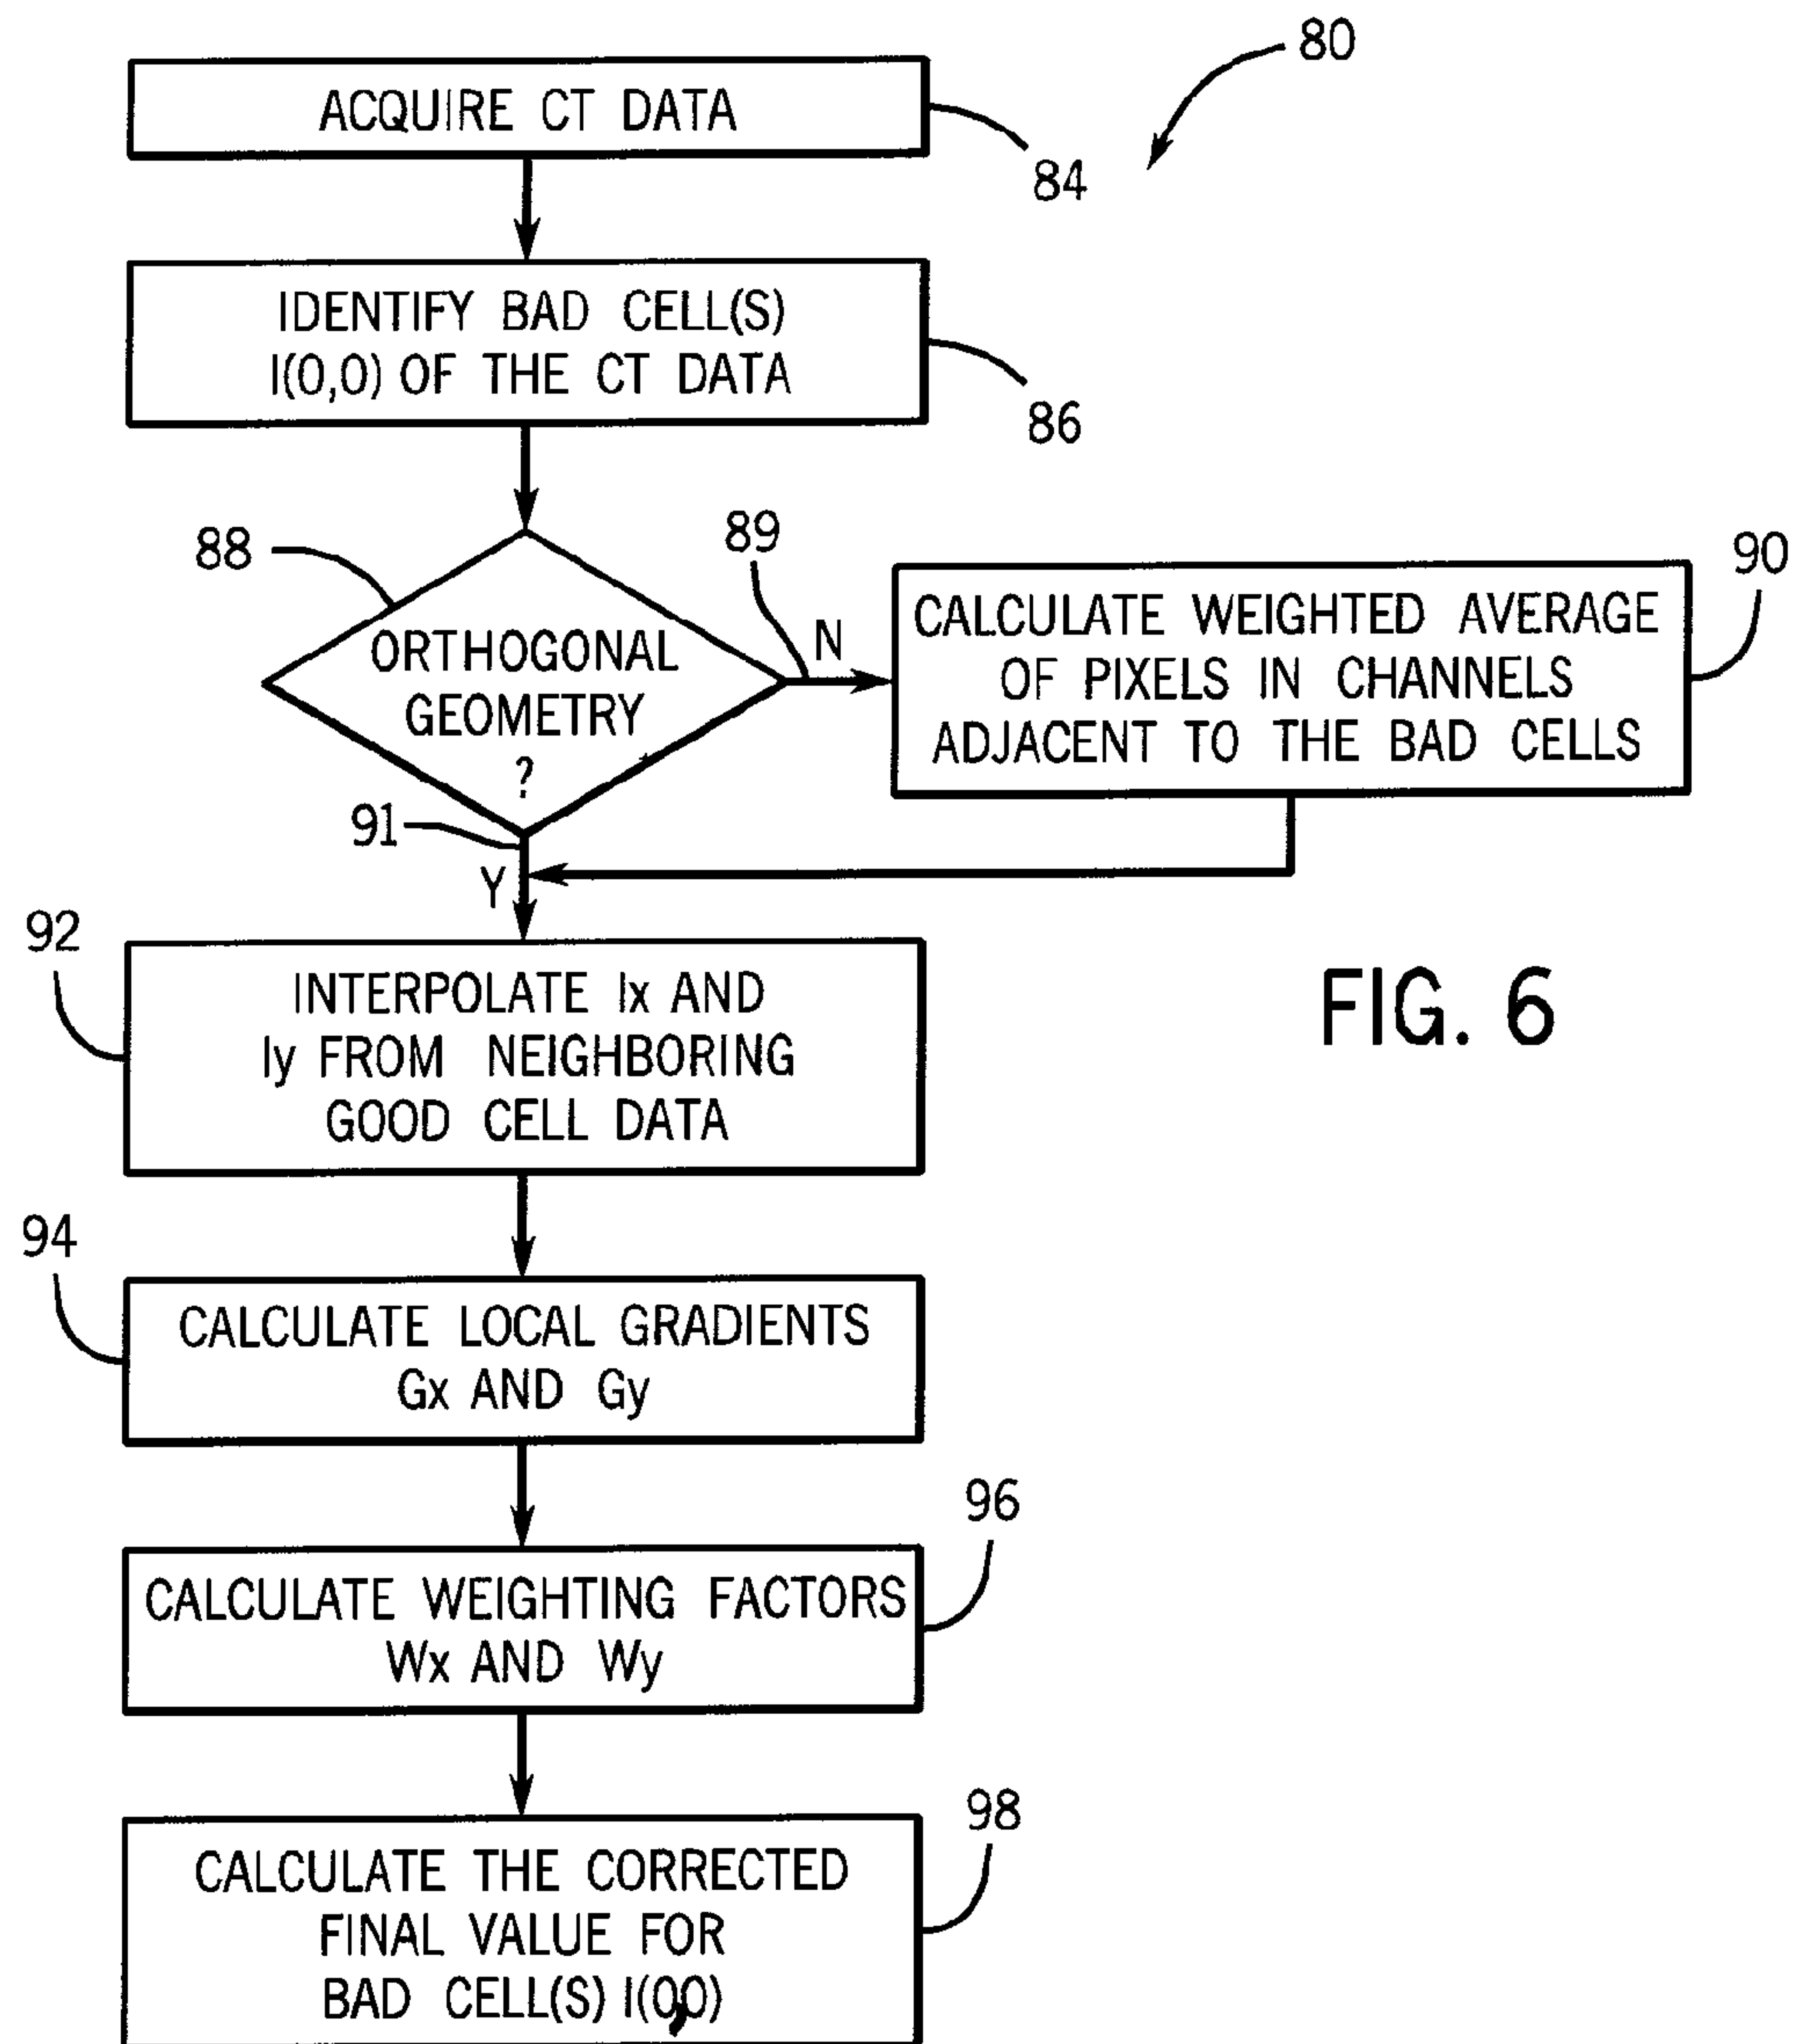 80
ACQUIRE CT DATA
84
IDENTIFY BAD CELL(S)
I(0,0) OF THE CT DATA
86
88
89
90
ORTHOGONAL
GEOMETRY
?
N
CALCULATE WEIGHTED AVERAGE
OF PIXELS IN CHANNELS
ADJACENT TO THE BAD CELLS
91
Y
92
INTERPOLATE Ix AND
Iy FROM NEIGHBORING
GOOD CELL DATA
FIG. 6
94
CALCULATE LOCAL GRADIENTS
Gx AND Gy
96
CALCULATE WEIGHTING FACTORS
Wx AND Wy
98
CALCULATE THE CORRECTED
FINAL VALUE FOR
BAD CELL(S) I(0,0)